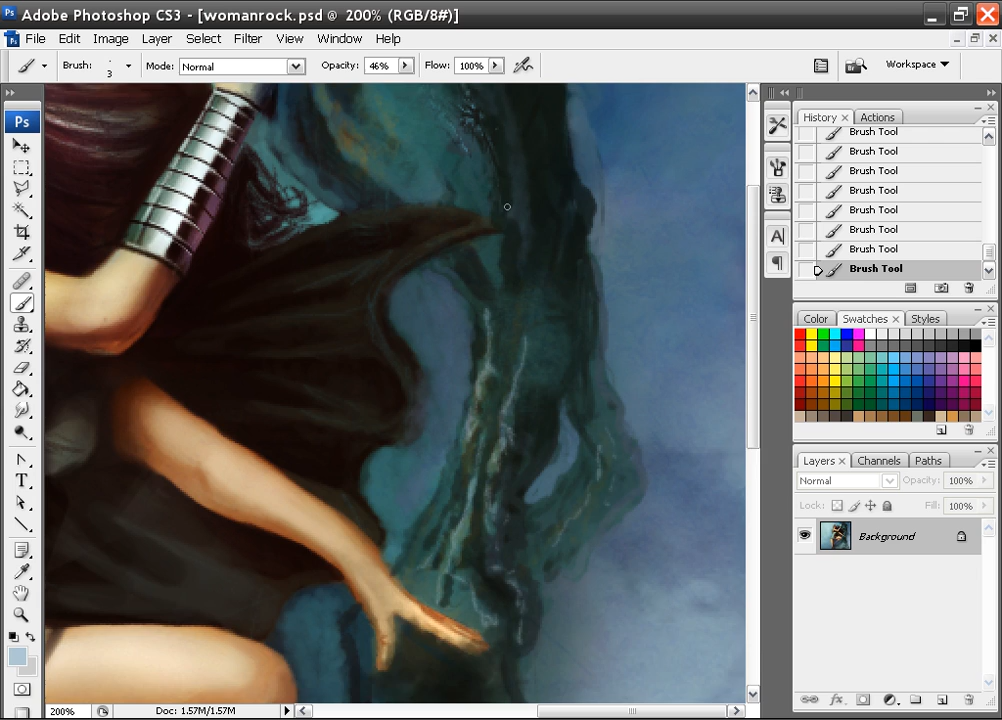 Ps Adobe Photoshop CS3 - [womanrock.psd @ 200% (RGB/8#)]
File Edit Image Layer Select Filter View Window Help
Brush: 3 Mode: Normal Opacity: 46% Flow: 100% Workspace
Ps
History Actions
Brush Tool
Brush Tool
Brush Tool
Brush Tool
Brush Tool
Brush Tool
Brush Tool
Brush Tool
Color Swatches Styles
Layers Channels Paths
Normal Opacity: 100%
Lock: Fill: 100%
Background
200% Doc: 1.57M/1.57M